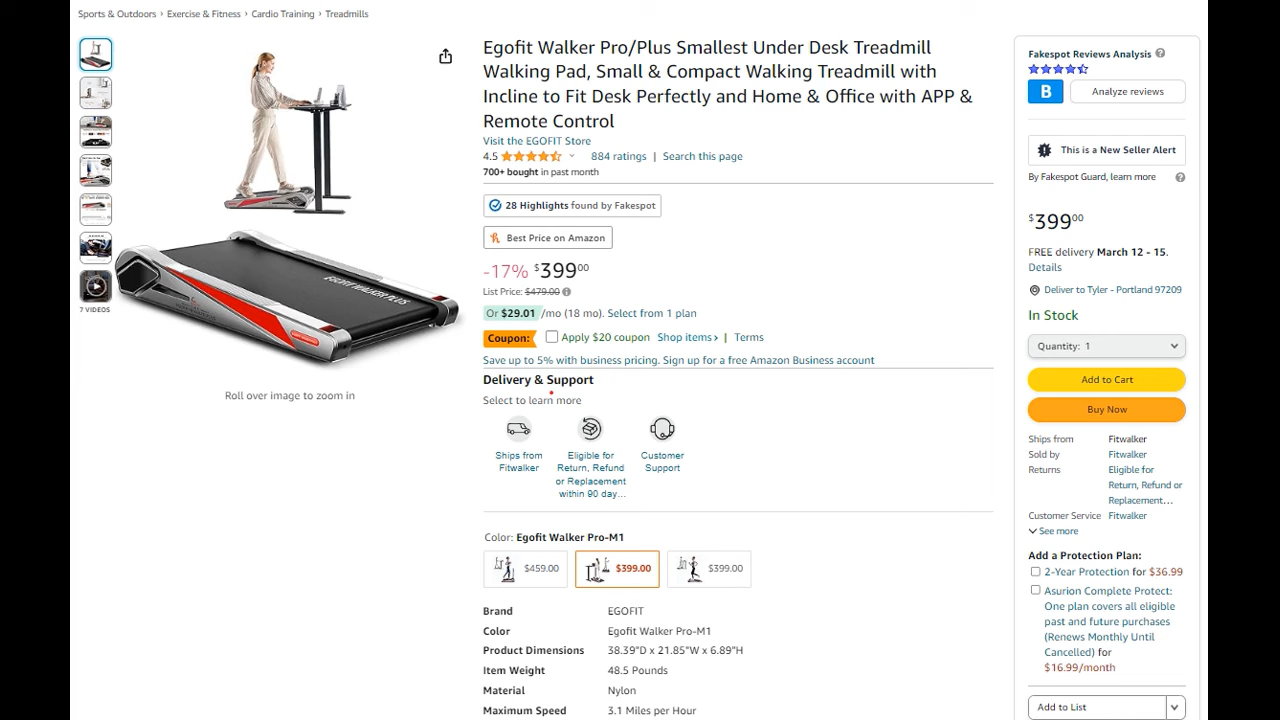 Sports & Outdoors › Exercise & Fitness › Cardio Training › Treadmills
7 VIDEOS
EGOFIT WALKER PLUS
Roll over image to zoom in
Egofit Walker Pro/Plus Smallest Under Desk Treadmill
Walking Pad, Small & Compact Walking Treadmill with
Incline to Fit Desk Perfectly and Home & Office with APP &
Remote Control
Visit the EGOFIT Store
4.5 884 ratings | Search this page
700+ bought in past month
28 Highlights found by Fakespot
Best Price on Amazon
-17% $39900
List Price: $479.00
Or $29.01 /mo (18 mo). Select from 1 plan
Coupon: Apply $20 coupon Shop items › | Terms
Save up to 5% with business pricing. Sign up for a free Amazon Business account
Delivery & Support
Select to learn more
Ships from
Fitwalker
Eligible for
Return, Refund
or Replacement
within 90 day...
Customer
Support
Color: Egofit Walker Pro-M1
$459.00 $399.00 $399.00
Brand EGOFIT
Color Egofit Walker Pro-M1
Product Dimensions 38.39"D x 21.85"W x 6.89"H
Item Weight 48.5 Pounds
Material Nylon
Maximum Speed 3.1 Miles per Hour
Fakespot Reviews Analysis ?
B Analyze reviews
This is a New Seller Alert
By Fakespot Guard, learn more ?
$39900
FREE delivery March 12 - 15.
Details
Deliver to Tyler - Portland 97209
In Stock
Quantity: 1
Add to Cart
Buy Now
Ships from Fitwalker
Sold by Fitwalker
Returns Eligible for
Return, Refund or
Replacement...
Customer Service Fitwalker
See more
Add a Protection Plan:
2-Year Protection for $36.99
Asurion Complete Protect:
One plan covers all eligible
past and future purchases
(Renews Monthly Until
Cancelled) for
$16.99/month
Add to List